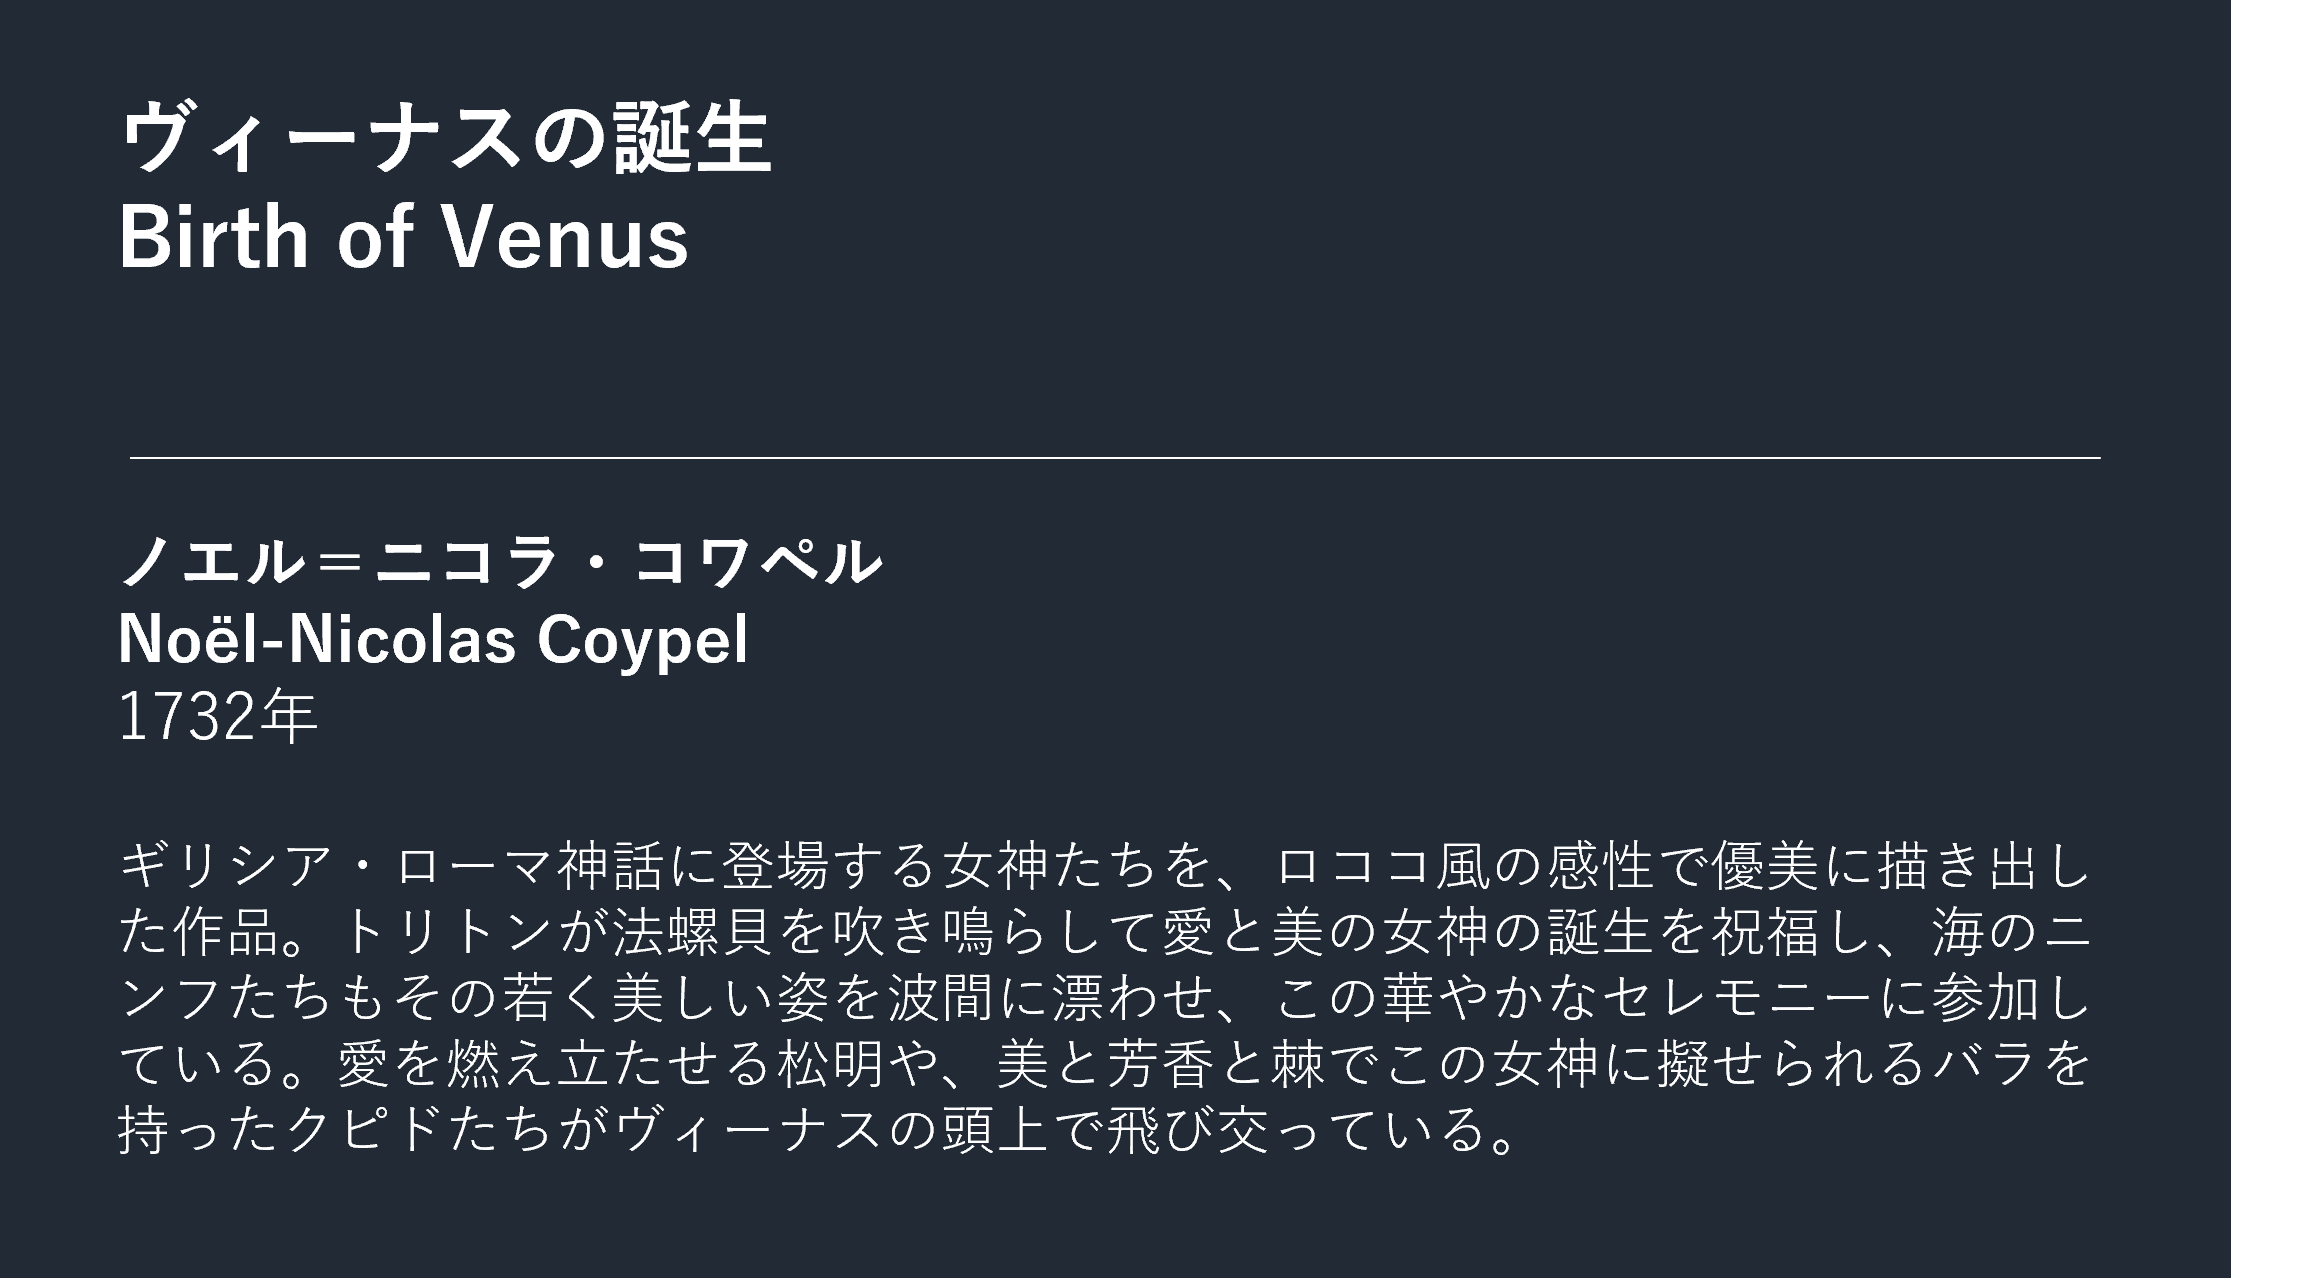 ヴィーナスの誕生
Birth of Venus
ノエル＝ニコラ・コワペル
Noël-Nicolas Coypel
1732年
ギリシア・ローマ神話に登場する女神たちを、ロココ風の感性で優美に描き出し
た作品。トリトンが法螺貝を吹き鳴らして愛と美の女神の誕生を祝福し、海のニ
ンフたちもその若く美しい姿を波間に漂わせ、この華やかなセレモニーに参加し
ている。愛を燃え立たせる松明や、美と芳香と棘でこの女神に擬せられるバラを
持ったクピドたちがヴィーナスの頭上で飛び交っている。